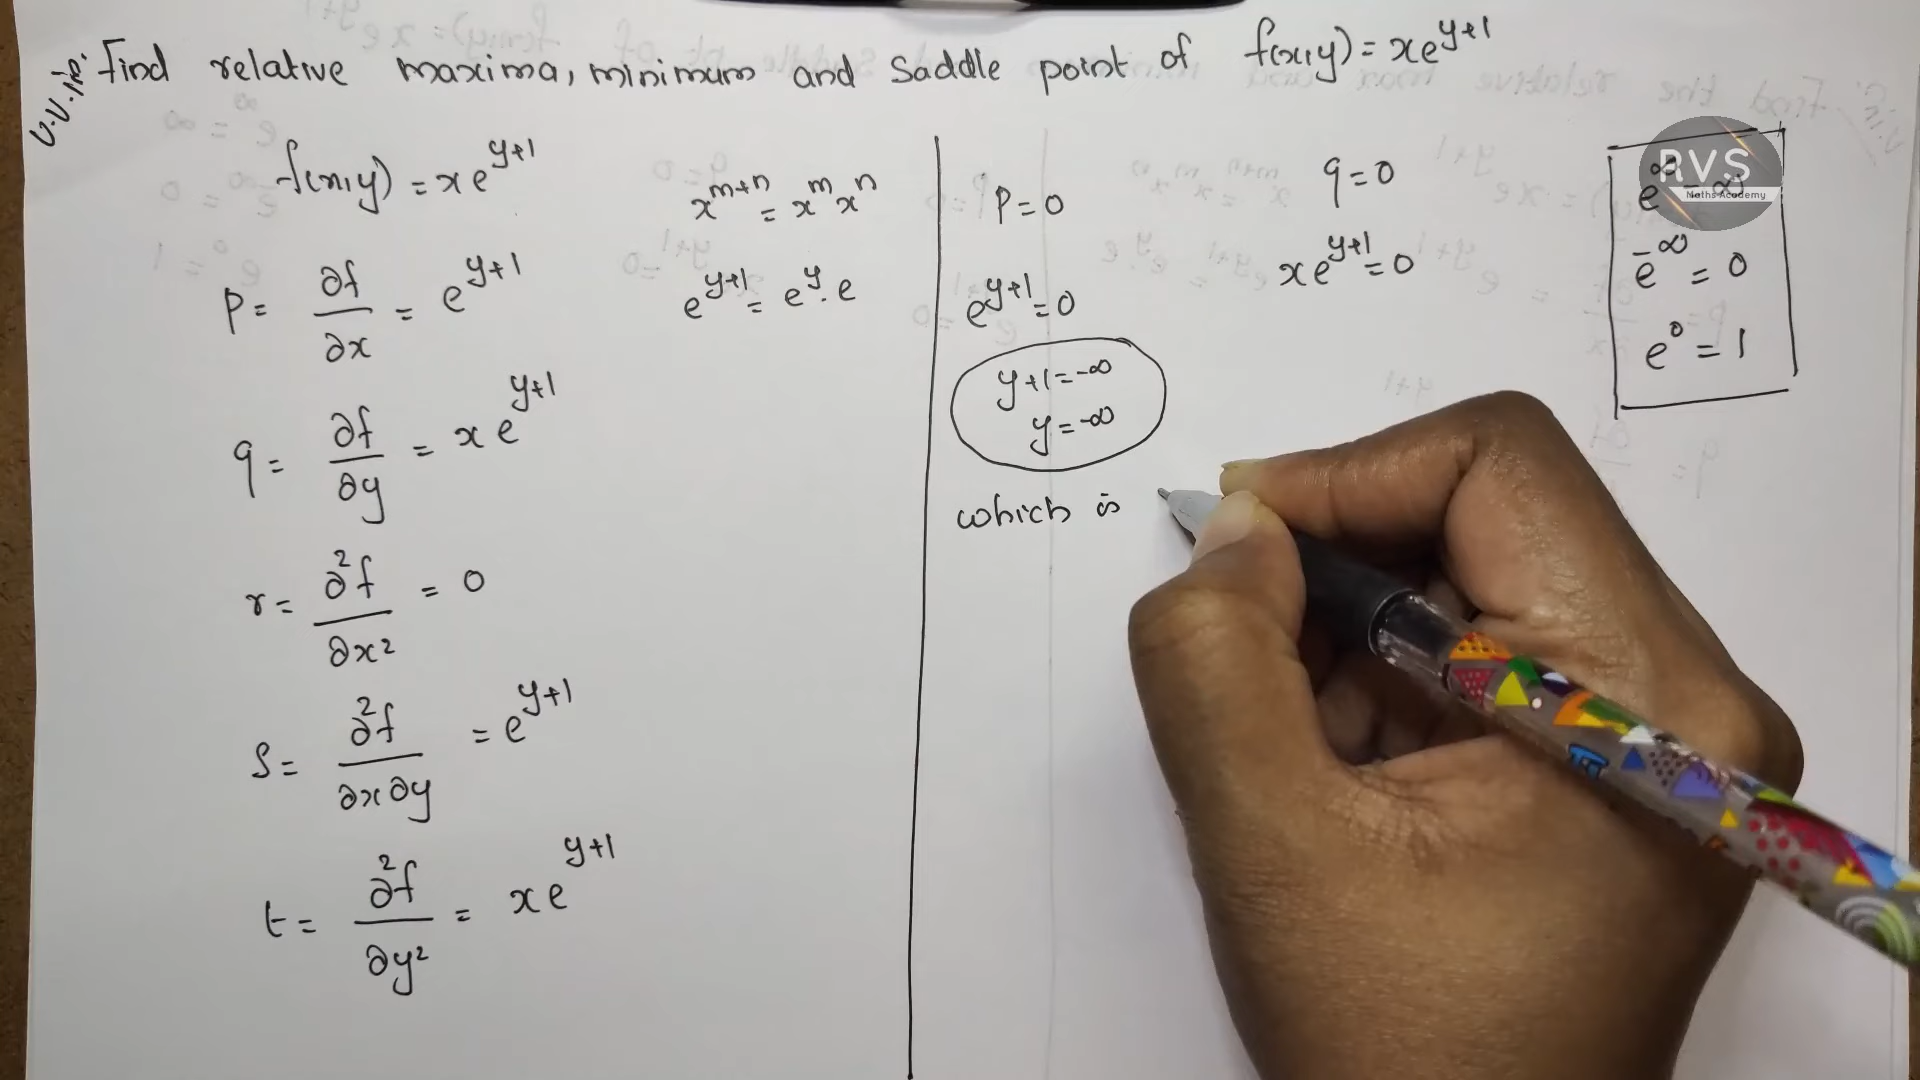 V.V.ip. Find relative maxima, minimum and Saddle point of f(x,y) = xe^{y+1}
f(x,y) = xe^{y+1}
x^{m+n} = x^m x^n
p = ∂f/∂x = e^{y+1}
e^{y+1} = e^y · e
q = ∂f/∂y = xe^{y+1}
r = ∂²f/∂x² = 0
s = ∂²f/∂x∂y = e^{y+1}
t = ∂²f/∂y² = xe^{y+1}
p = 0
e^{y+1} = 0
y+1 = -∞
y = -∞
which is
q = 0
xe^{y+1} = 0
e^∞ = ∞
e^{-∞} = 0
e^0 = 1
RVS
Maths Academy